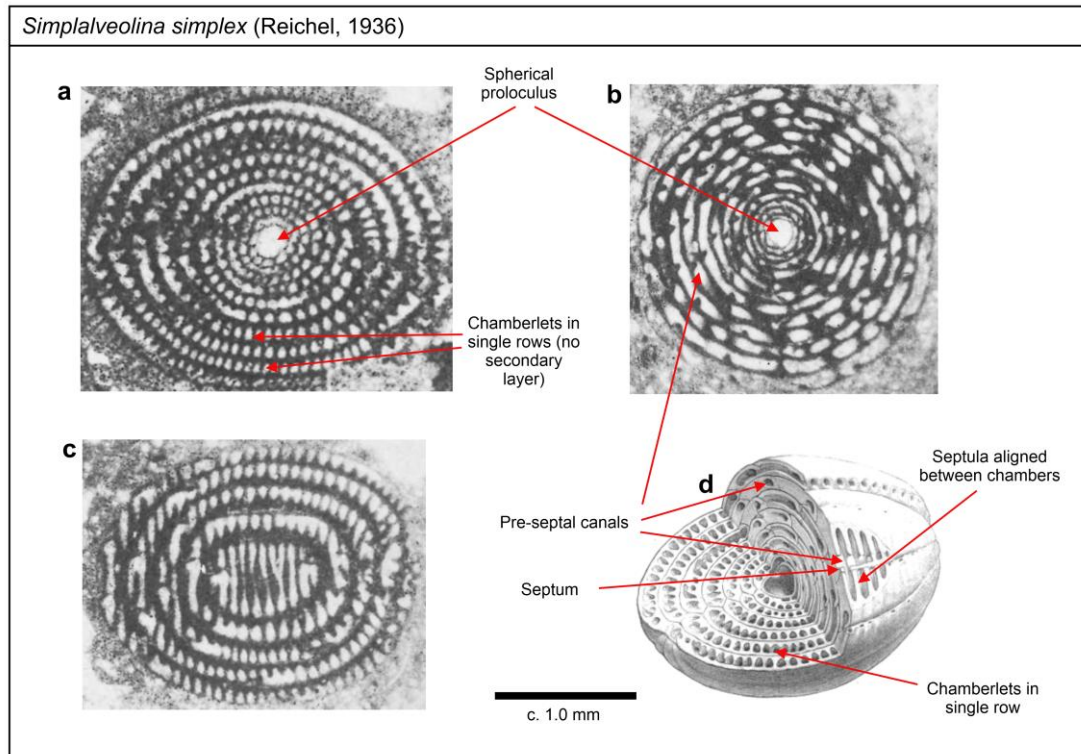 Simplalveolina simplex (Reichel, 1936)
a
Spherical
proloculus
b
Chamberlets in
single rows (no
secondary
layer)
c
d
Septula aligned
between chambers
Pre-septal canals
Septum
Chamberlets in
single row
c. 1.0 mm